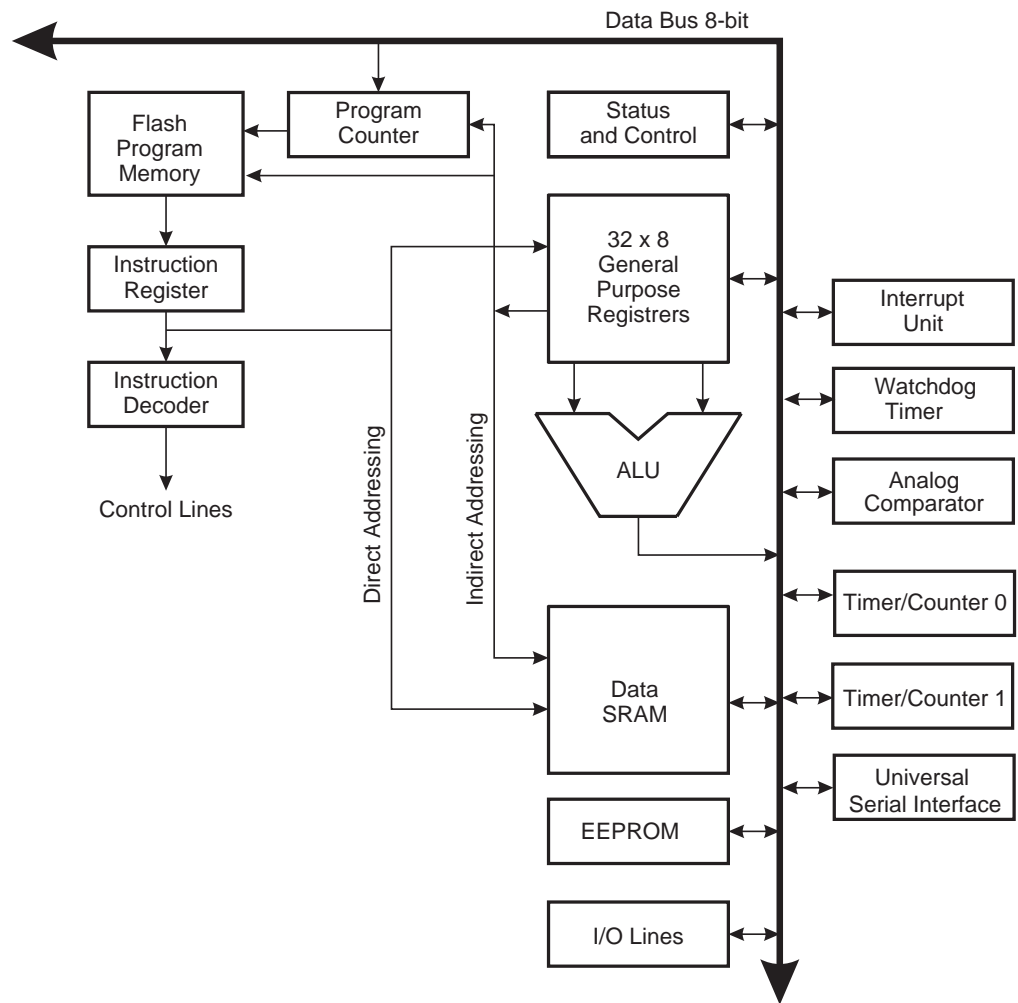 Data Bus 8-bit
Flash
Program
Memory
Program
Counter
Status
and Control
32 x 8
General
Purpose
Registrers
Instruction
Register
Instruction
Decoder
Control Lines
Direct Addressing
Indirect Addressing
ALU
Interrupt
Unit
Watchdog
Timer
Analog
Comparator
Timer/Counter 0
Timer/Counter 1
Universal
Serial Interface
Data
SRAM
EEPROM
I/O Lines